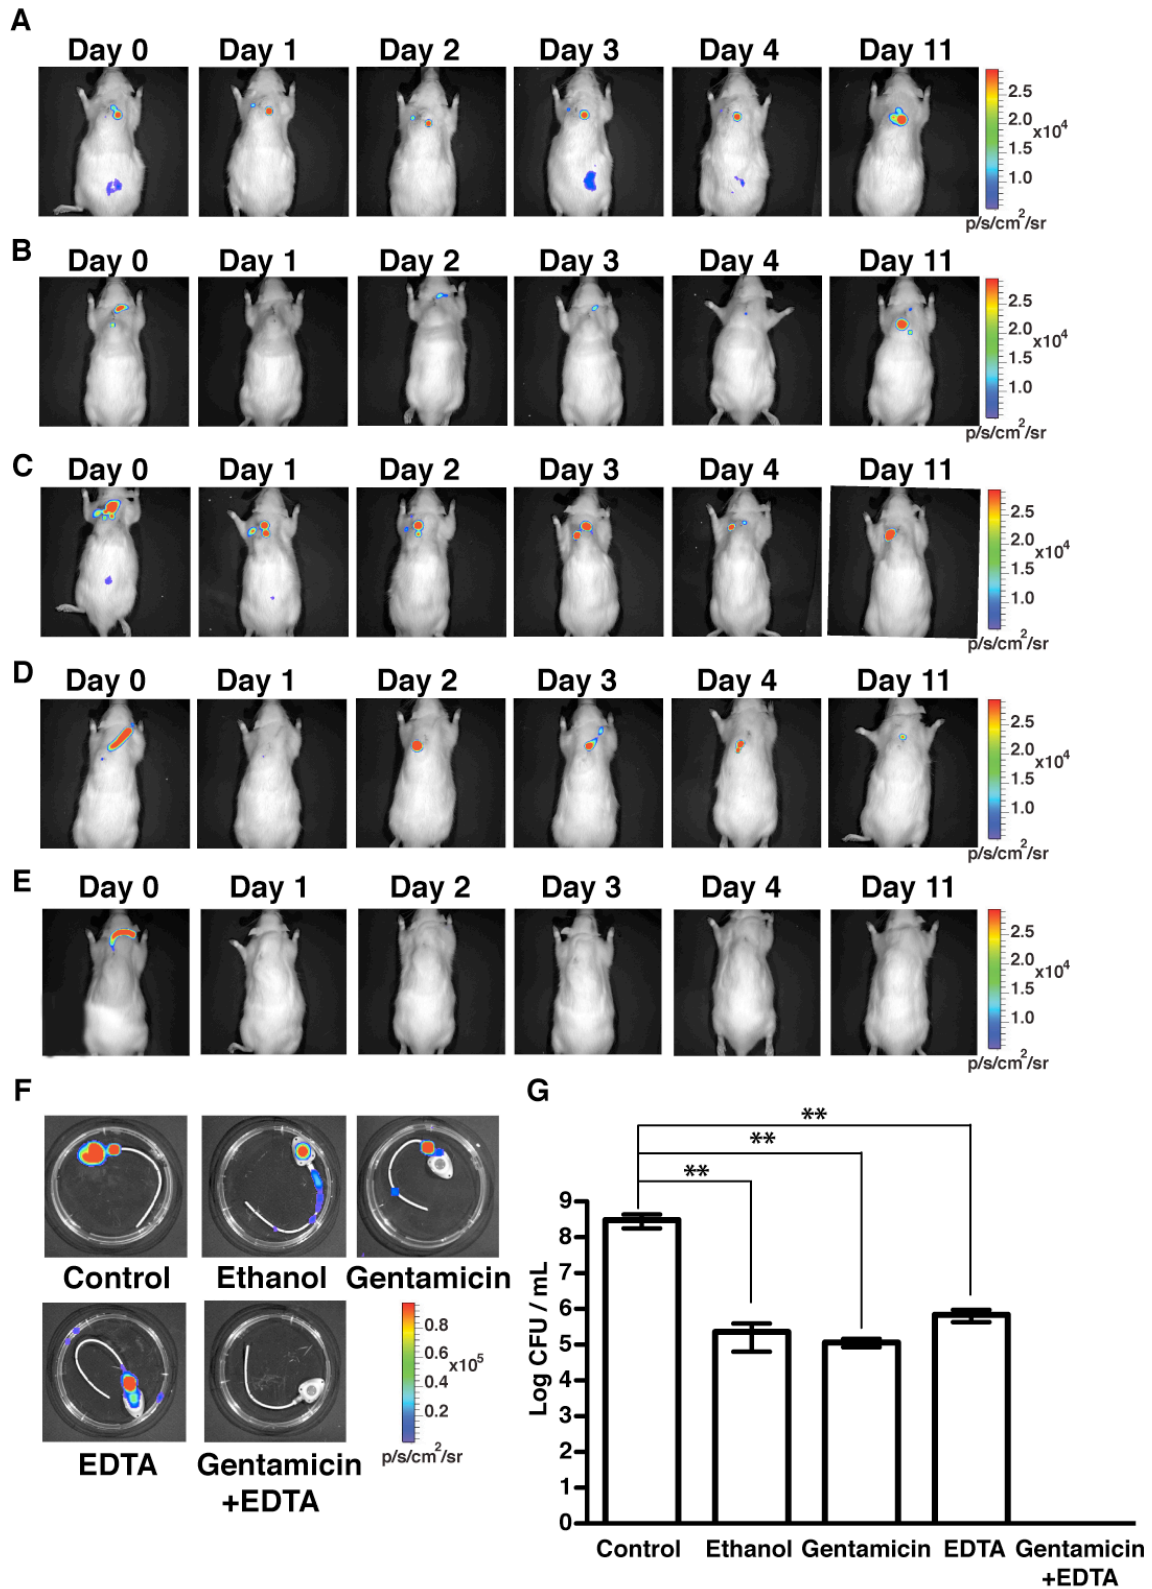 A
Day 0 Day 1 Day 2 Day 3 Day 4 Day 11
2.5
2.0
x10⁴
1.5
1.0
p/s/cm²/sr
B
Day 0 Day 1 Day 2 Day 3 Day 4 Day 11
2.5
2.0
x10⁴
1.5
1.0
p/s/cm²/sr
C
Day 0 Day 1 Day 2 Day 3 Day 4 Day 11
2.5
2.0
x10⁴
1.5
1.0
p/s/cm²/sr
D
Day 0 Day 1 Day 2 Day 3 Day 4 Day 11
2.5
2.0
x10⁴
1.5
1.0
p/s/cm²/sr
E
Day 0 Day 1 Day 2 Day 3 Day 4 Day 11
2.5
2.0
x10⁴
1.5
1.0
p/s/cm²/sr
F
Control Ethanol Gentamicin
0.8
0.6
x10⁵
0.4
0.2
p/s/cm²/sr
EDTA Gentamicin
+EDTA
G
**
**
**
Log CFU / mL
9
8
7
6
5
4
3
2
1
0
Control Ethanol Gentamicin EDTA Gentamicin
+EDTA